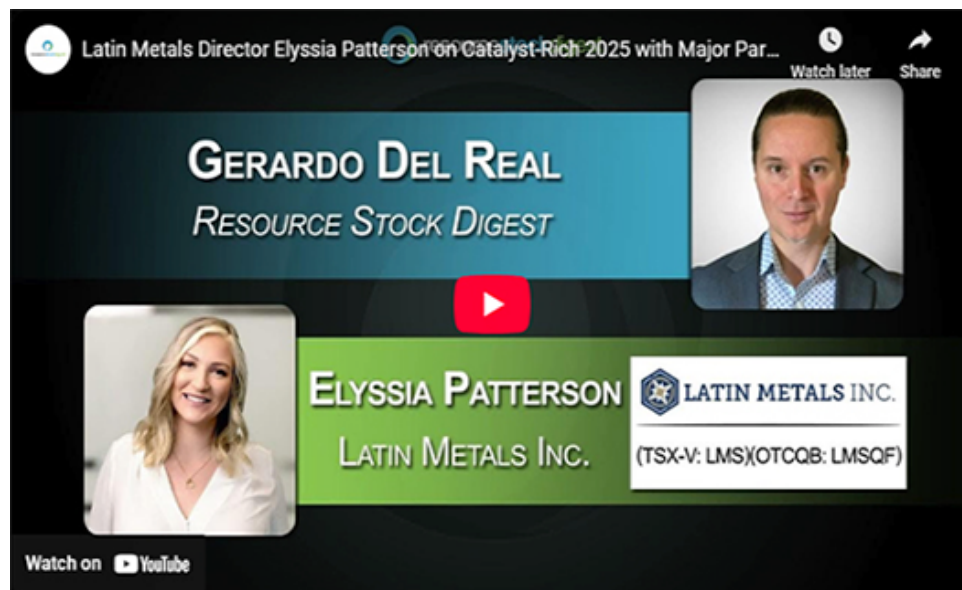 Latin Metals Director Elyssia Patterson on Catalyst-Rich 2025 with Major Par...
Watch later
Share
GERARDO DEL REAL
RESOURCE STOCK DIGEST
ELYSSIA PATTERSON
LATIN METALS INC.
LATIN METALS INC.
(TSX-V: LMS)(OTCQB: LMSQF)
Watch on YouTube